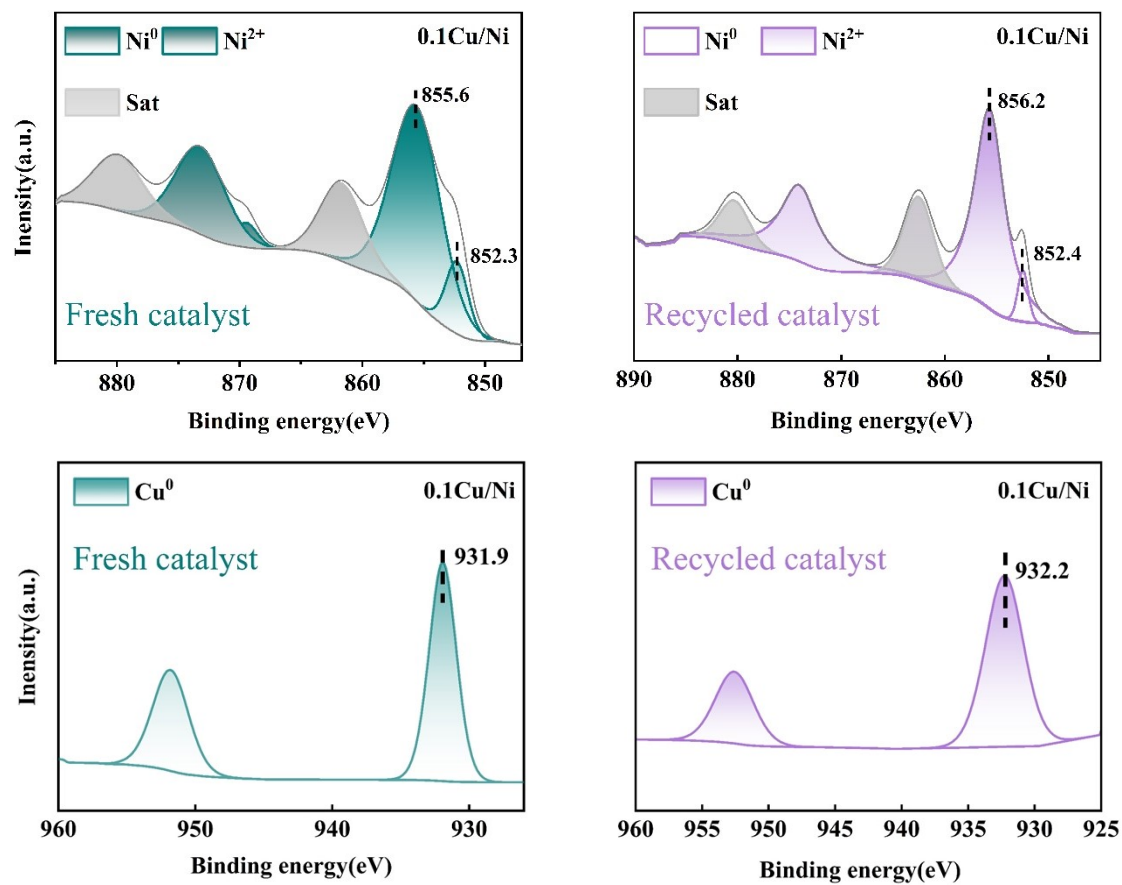 Ni⁰ Ni²⁺ 0.1Cu/Ni
Sat
855.6
852.3
Fresh catalyst
Inensity(a.u.)
880 870 860 850
Binding energy(eV)
Ni⁰ Ni²⁺ 0.1Cu/Ni
Sat
856.2
852.4
Recycled catalyst
890 880 870 860 850
Binding energy(eV)
Cu⁰ 0.1Cu/Ni
Fresh catalyst
931.9
Inensity(a.u.)
960 950 940 930
Binding energy(eV)
Cu⁰ 0.1Cu/Ni
Recycled catalyst
932.2
960 955 950 945 940 935 930 925
Binding energy(eV)